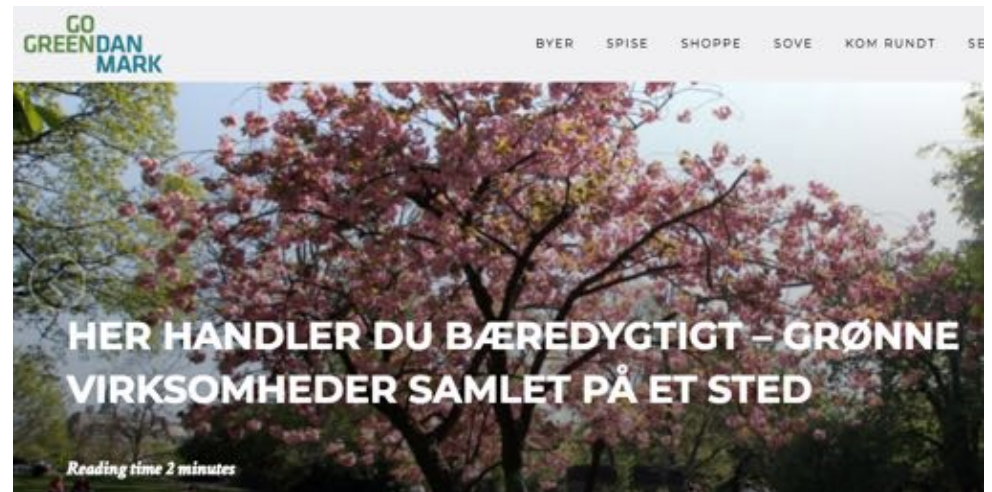 GO
GREENDAN
MARK
BYER SPISE SHOPPE SOVE KOM RUNDT
HER HANDLER DU BÆREDYGTIGT – GRØNNE
VIRKSOMHEDER SAMLET PÅ ET STED
Reading time 2 minutes